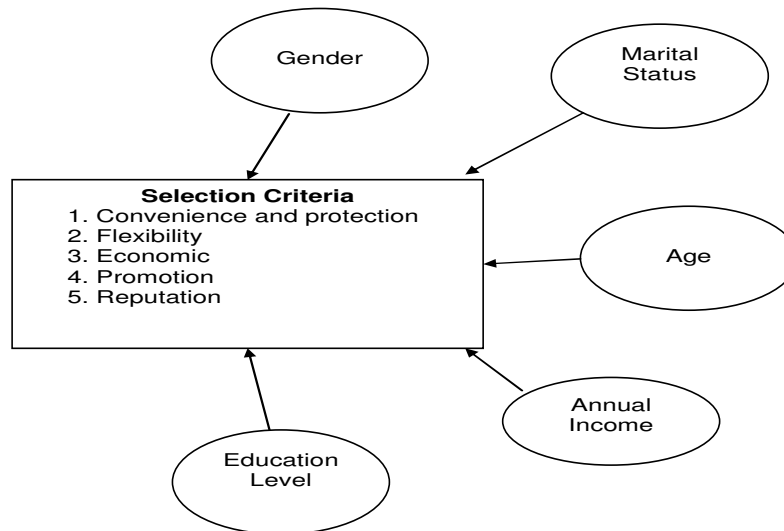 Gender
Marital
Status
Selection Criteria
1. Convenience and protection
2. Flexibility
3. Economic
4. Promotion
5. Reputation
Age
Annual
Income
Education
Level